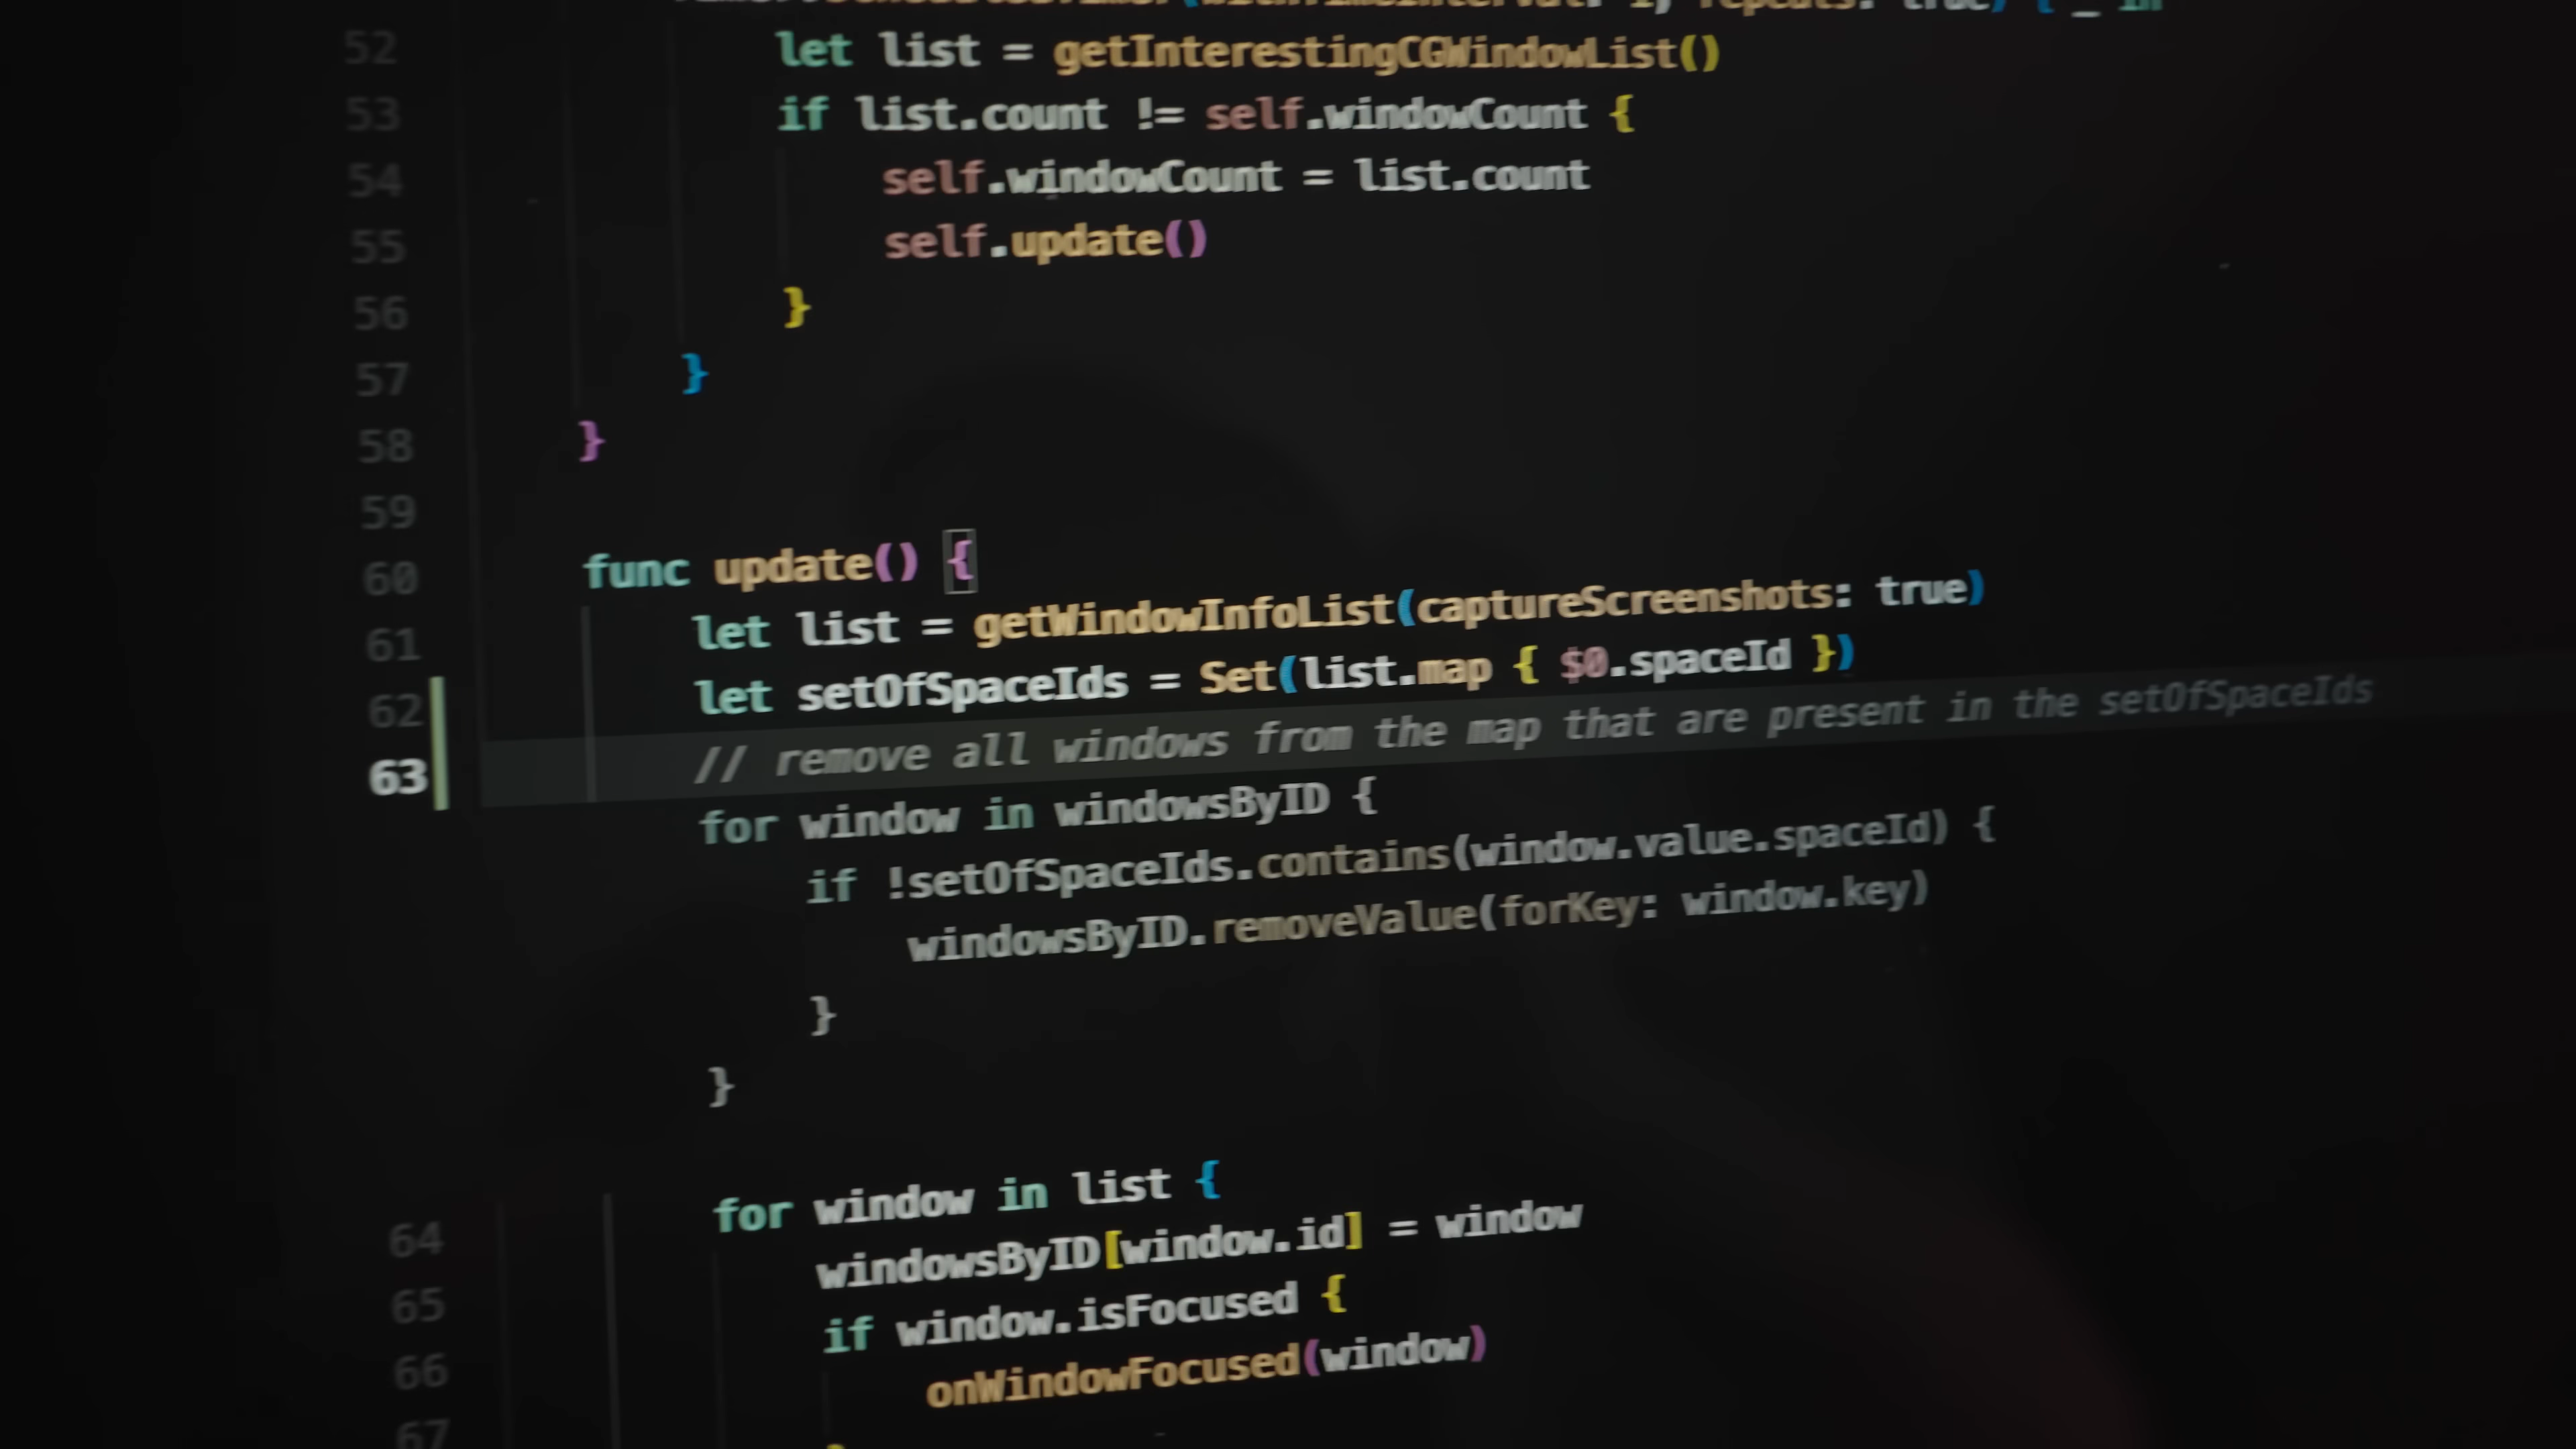 52 let list = getInterestingCGWindowList()
53 if list.count != self.windowCount {
54 self.windowCount = list.count
55 self.update()
56 }
57 }
58 }
59
60 func update() {
61 let list = getWindowInfoList(captureScreenshots: true)
62 let setOfSpaceIds = Set(list.map { $0.spaceId })
63 // remove all windows from the map that are present in the setOfSpaceIds
for window in windowsByID {
if !setOfSpaceIds.contains(window.value.spaceId) {
windowsByID.removeValue(forKey: window.key)
}
}
64 for window in list {
65 windowsByID[window.id] = window
66 if window.isFocused {
67 onWindowFocused(window)